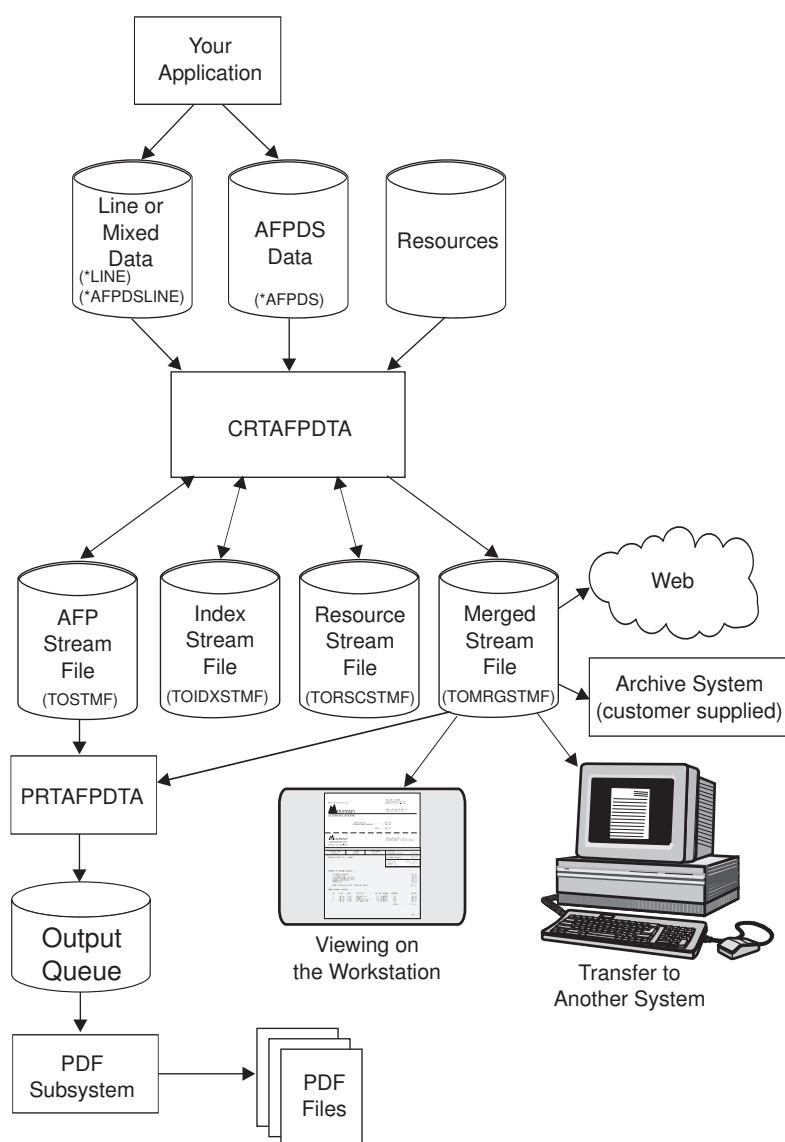 Your
Application
Line or
Mixed
Data
(*LINE)
(*AFPDSLINE)
AFPDS
Data
(*AFPDS)
Resources
CRTAFPDTA
AFP
Stream
File
(TOSTMF)
Index
Stream
File
(TOIDXSTMF)
Resource
Stream
File
(TORSCSTMF)
Merged
Stream
File
(TOMRGSTMF)
Web
Archive System
(customer supplied)
PRTAFPDTA
Output
Queue
Viewing on
the Workstation
Transfer to
Another System
PDF
Subsystem
PDF
Files